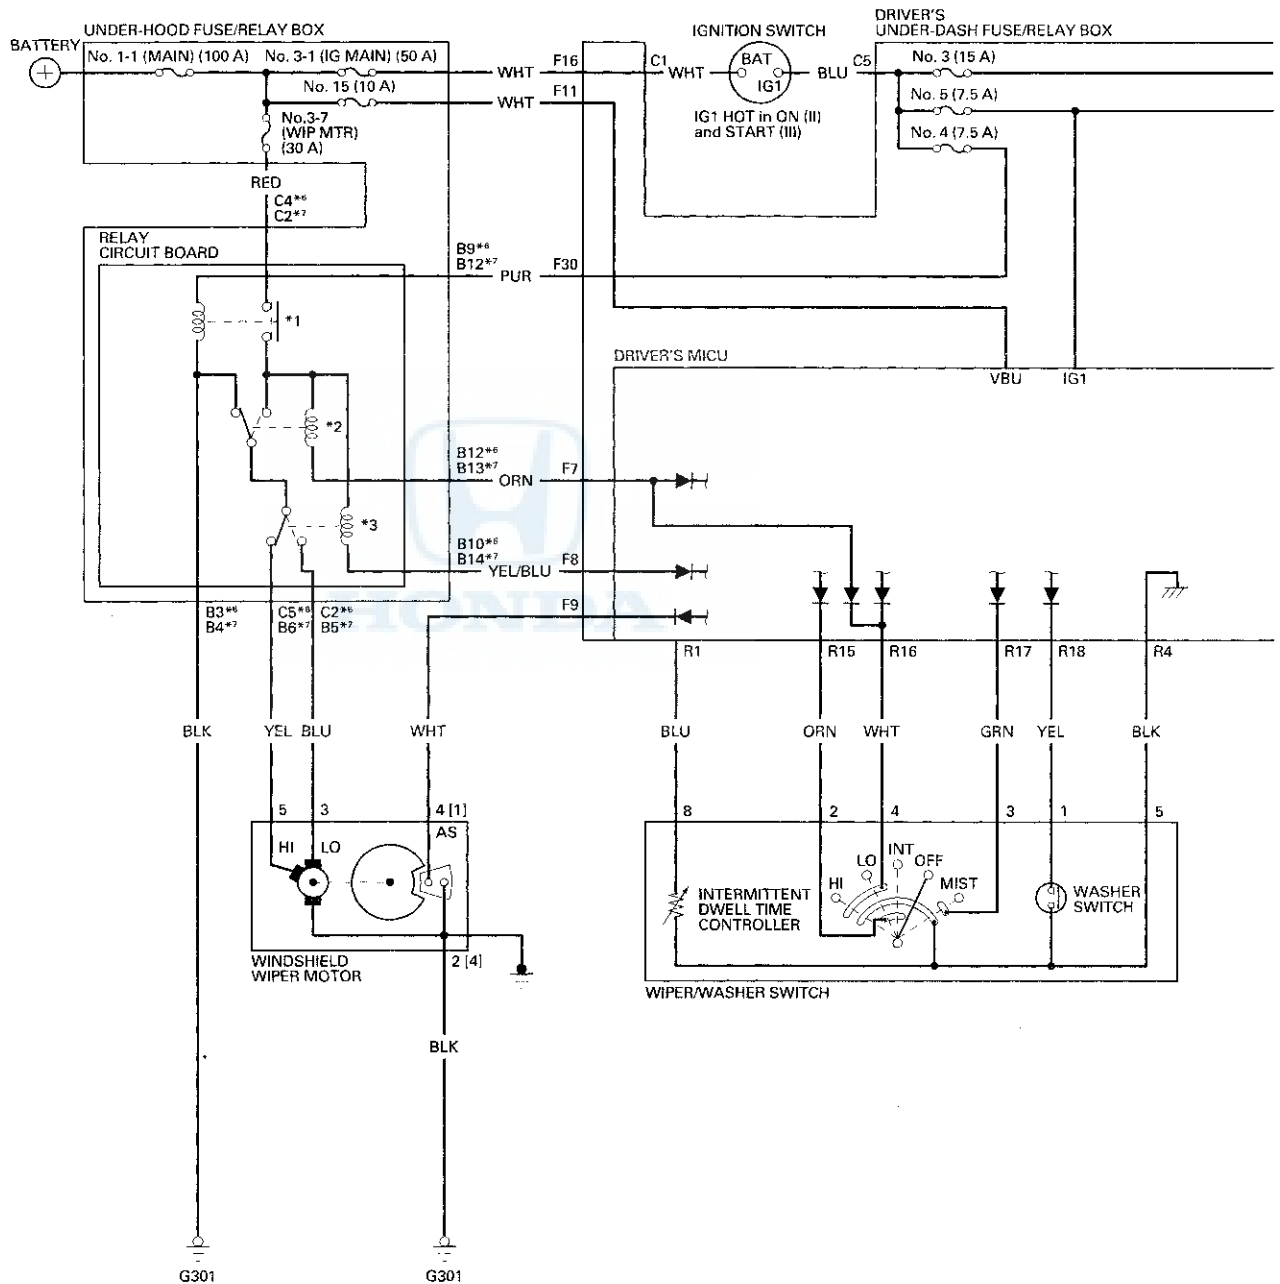 DRIVER'S
UNDER-DASH FUSE/RELAY BOX
UNDER-HOOD FUSE/RELAY BOX
IGNITION SWITCH
BATTERY
No. 1-1 (MAIN) (100 A)
No. 3-1 (IG MAIN) (50 A)
WHT
F16
C1
WHT
BAT
IG1
BLU
C5
No. 3 (15 A)
No. 15 (10 A)
WHT
F11
No. 5 (7.5 A)
No.3-7
(WIP MTR)
(30 A)
IG1 HOT in ON (II)
and START (III)
No. 4 (7.5 A)
RED
C4*6
C2*7
RELAY
CIRCUIT BOARD
B9*6
B12*7
PUR
F30
*1
DRIVER'S MICU
VBU
IG1
*2
B12*6
B13*7
ORN
F7
*3
B10*6
B14*7
YEL/BLU
F8
HONDA
F9
B3*6
B4*7
C5*6
B6*7
C2*6
B5*7
R1
R15
R16
R17
R18
R4
BLK
YEL
BLU
WHT
BLU
ORN
WHT
GRN
YEL
BLK
5
3
4 [1]
8
2
4
3
1
5
AS
HI
LO
HI
LO
INT
OFF
MIST
INTERMITTENT
DWELL TIME
CONTROLLER
WASHER
SWITCH
WINDSHIELD
WIPER MOTOR
2 [4]
WIPER/WASHER SWITCH
BLK
G301
G301